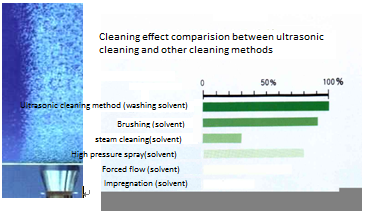 Cleaning effect comparision between ultrasonic
cleaning and other cleaning methods
0 50% 100%
Ultrasonic cleaning method (washing solvent)
Brushing (solvent)
steam cleaning(solvent)
High pressure spray(solvent)
Forced flow (solvent)
Impregnation (solvent)